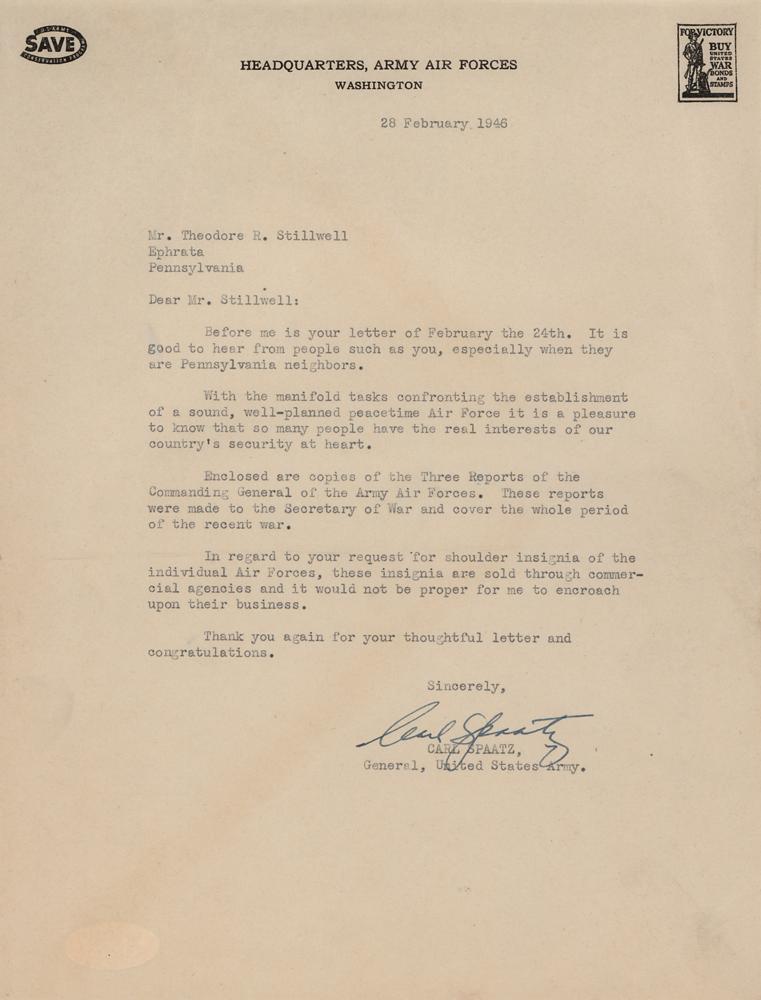 U.S. ARMY
SAVE
CONSERVATION PROGRAM
FOR VICTORY
BUY
UNITED
STATES
WAR
BONDS
AND
STAMPS
HEADQUARTERS, ARMY AIR FORCES
WASHINGTON
28 February 1946
Mr. Theodore R. Stillwell
Ephrata
Pennsylvania
Dear Mr. Stillwell:
Before me is your letter of February the 24th. It is
good to hear from people such as you, especially when they
are Pennsylvania neighbors.
With the manifold tasks confronting the establishment
of a sound, well-planned peacetime Air Force it is a pleasure
to know that so many people have the real interests of our
country's security at heart.
Enclosed are copies of the Three Reports of the
Commanding General of the Army Air Forces. These reports
were made to the Secretary of War and cover the whole period
of the recent war.
In regard to your request for shoulder insignia of the
individual Air Forces, these insignia are sold through commer-
cial agencies and it would not be proper for me to encroach
upon their business.
Thank you again for your thoughtful letter and
congratulations.
Sincerely,
Carl Spaatz
CARL SPAATZ,
General, United States Army.